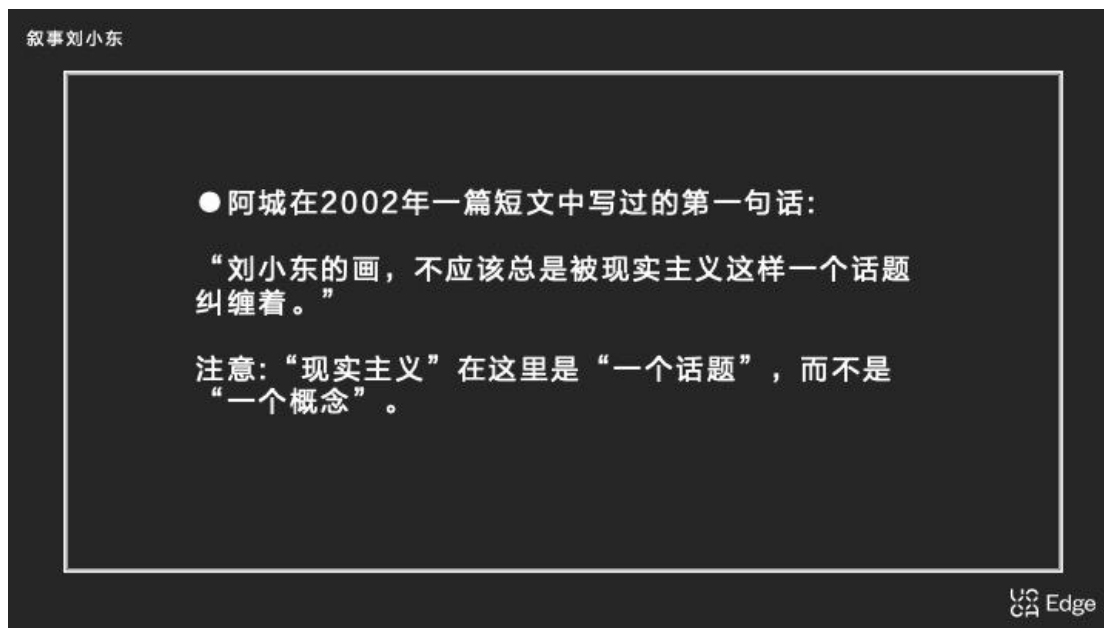 叙事刘小东
●阿城在2002年一篇短文中写过的第一句话:
“刘小东的画，不应该总是被现实主义这样一个话题
纠缠着。”
注意:“现实主义”在这里是“一个话题”，而不是
“一个概念”。
UCCA Edge